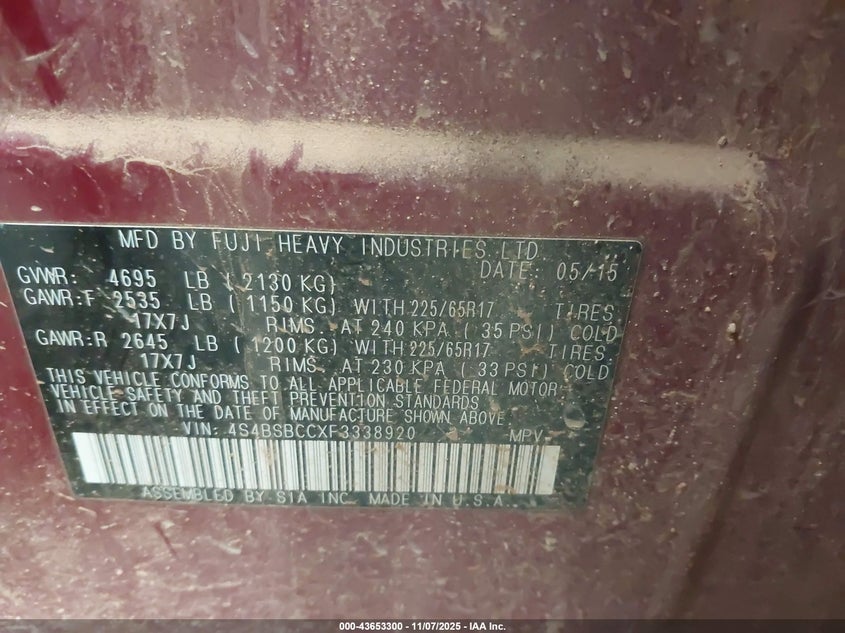 MFD BY FUJI HEAVY INDUSTRIES LTD.
DATE: 05/15
GVWR: 4695 LB ( 2130 KG)
GAWR:F 2535 LB ( 1150 KG) WITH 225/65R17 TIRES
17X7J RIMS, AT 240 KPA ( 35 PSI) COLD
GAWR:R 2645 LB ( 1200 KG) WITH 225/65R17 TIRES,
17X7J RIMS, AT 230 KPA ( 33 PSI) COLD
THIS VEHICLE CONFORMS TO ALL APPLICABLE FEDERAL MOTOR
VEHICLE SAFETY AND THEFT PREVENTION STANDARDS
IN EFFECT ON THE DATE OF MANUFACTURE SHOWN ABOVE
VIN: 4S4BSBCCXF3338920 MPV
ASSEMBLED BY SIA INC. MADE IN U.S.A.
000-43653300 - 11/07/2025 - IAA Inc.